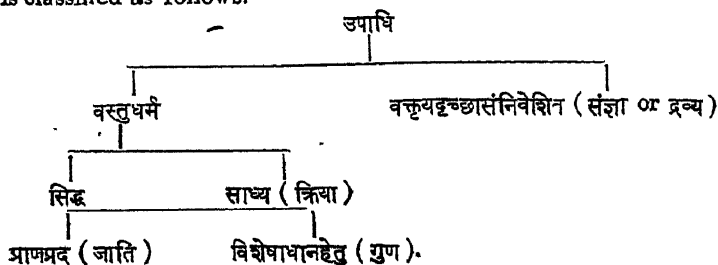 is classified as follows.
उपाधि
वस्तुधर्म वक्तृयदृच्छासंनिवेशित ( संज्ञा or द्रव्य )
सिद्ध साध्य ( क्रिया )
प्राणप्रद ( जाति ) विशेषाधानहेतु ( गुण ).